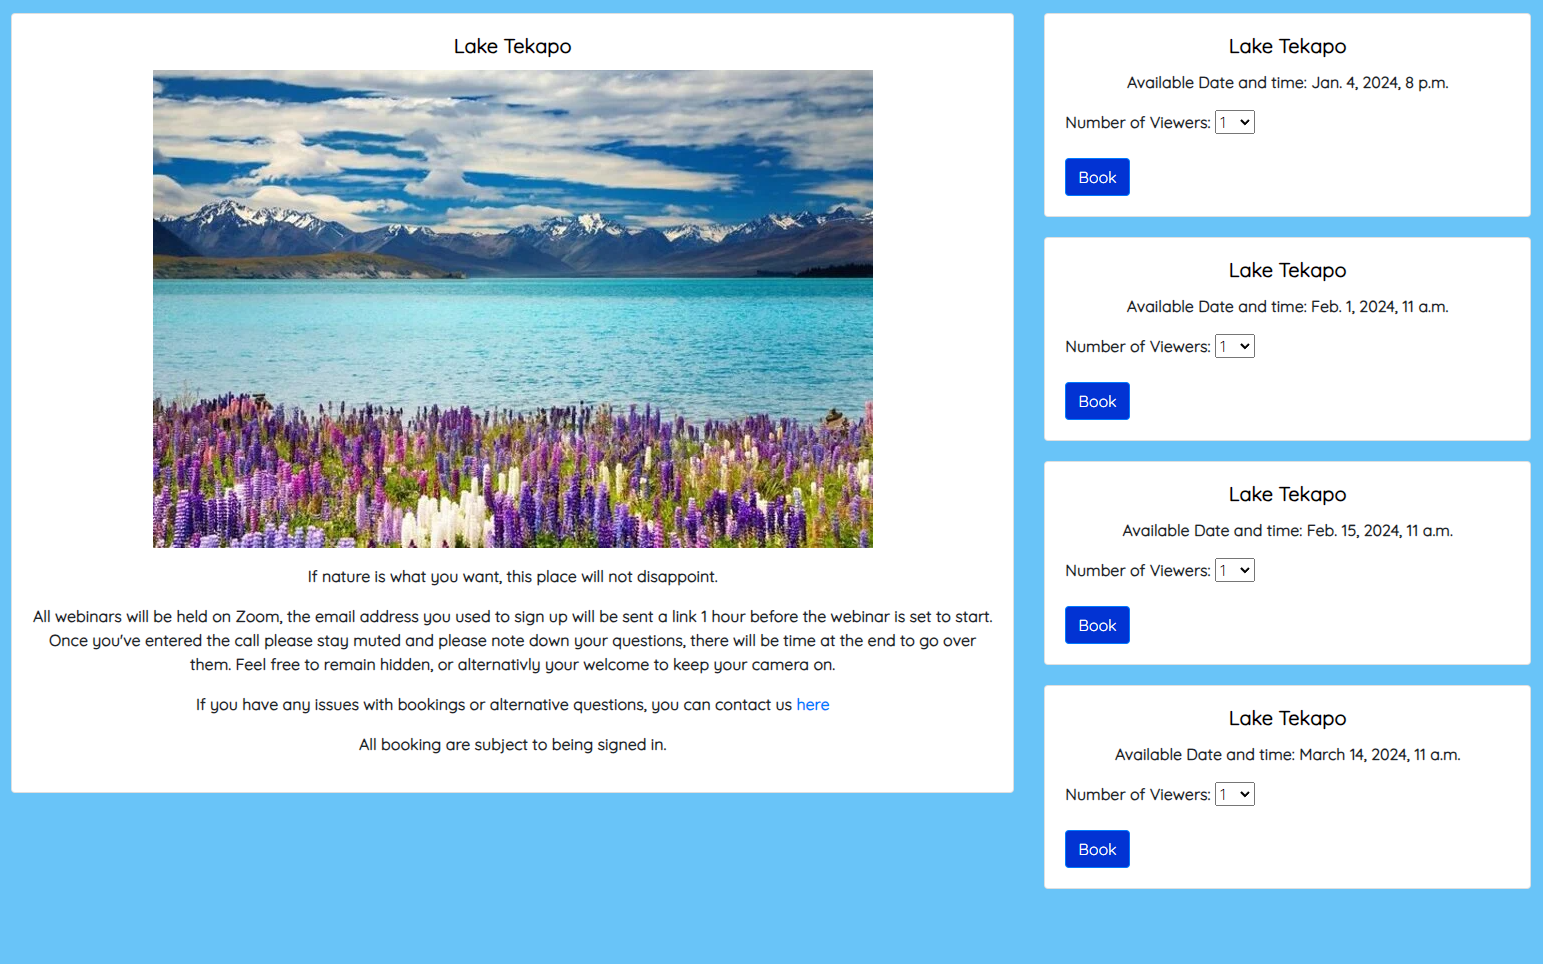 Lake Tekapo
If nature is what you want, this place will not disappoint.
All webinars will be held on Zoom, the email address you used to sign up will be sent a link 1 hour before the webinar is set to start.
Once you've entered the call please stay muted and please note down your questions, there will be time at the end to go over
them. Feel free to remain hidden, or alternativly your welcome to keep your camera on.
If you have any issues with bookings or alternative questions, you can contact us here
All booking are subject to being signed in.
Lake Tekapo
Available Date and time: Jan. 4, 2024, 8 p.m.
Number of Viewers: 1
Book
Lake Tekapo
Available Date and time: Feb. 1, 2024, 11 a.m.
Number of Viewers: 1
Book
Lake Tekapo
Available Date and time: Feb. 15, 2024, 11 a.m.
Number of Viewers: 1
Book
Lake Tekapo
Available Date and time: March 14, 2024, 11 a.m.
Number of Viewers: 1
Book